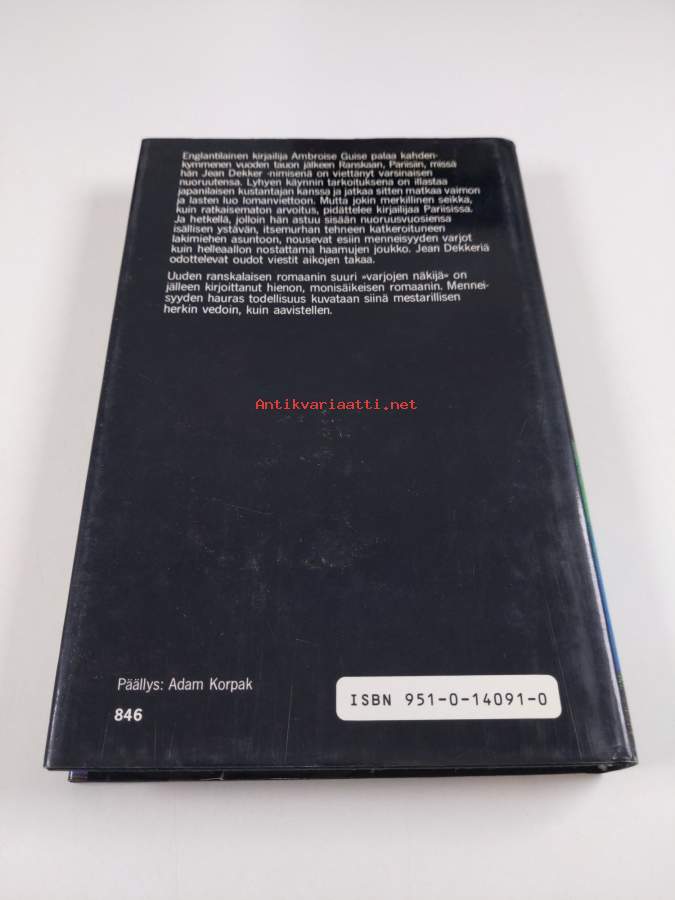 Englantilainen kirjailija Ambroise Guise palaa kahden-
kymmenen vuoden tauon jälkeen Ranskaan, Pariisiin, missä
hän Jean Dekker -nimisenä on viettänyt varsinaisen
nuoruutensa. Lyhyen käynnin tarkoituksena on illastaa
japanilaisen kustantajan kanssa ja jatkaa sitten matkaa vaimon
ja lasten luo lomanviettoon. Mutta jokin merkillinen seikka,
kuin ratkaisematon arvoitus, pidättelee kirjailijaa Pariisissa.
Ja hetkellä, jolloin hän astuu sisään nuoruusvuosiensa
isällisen ystävän, itsemurhan tehneen katkeroituneen
lakimiehen asuntoon, nousevat esiin menneisyyden varjot
kuin helleaallon nostattama haamujen joukko. Jean Dekkeriä
odottelevat oudot viestit aikojen takaa.
Uuden ranskalaisen romaanin suuri »varjojen näkijä» on
jälleen kirjoittanut hienon, monisäikeisen romaanin. Mennei-
syyden hauras todellisuus kuvataan siinä mestarillisen
herkin vedoin, kuin aavistellen.
Antikvariaatti.net
Päällys: Adam Korpak
ISBN 951-0-14091-0
846